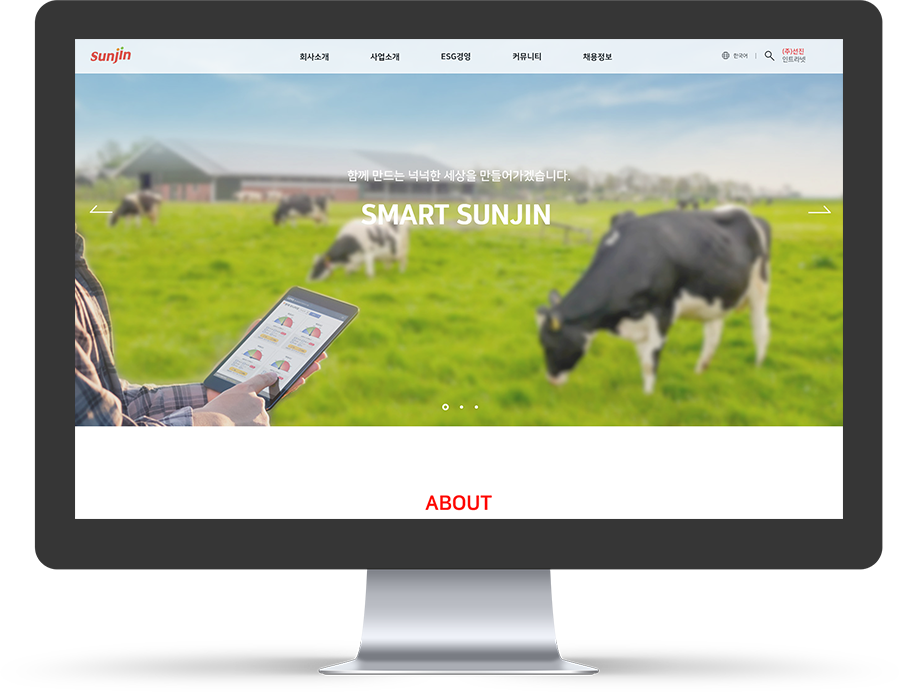 Sunjin
회사소개
사업소개
ESG경영
커뮤니티
채용정보
한국어
(주)선진
인트라넷
함께 만드는 넉넉한 세상을 만들어가겠습니다.
SMART SUNJIN
ABOUT